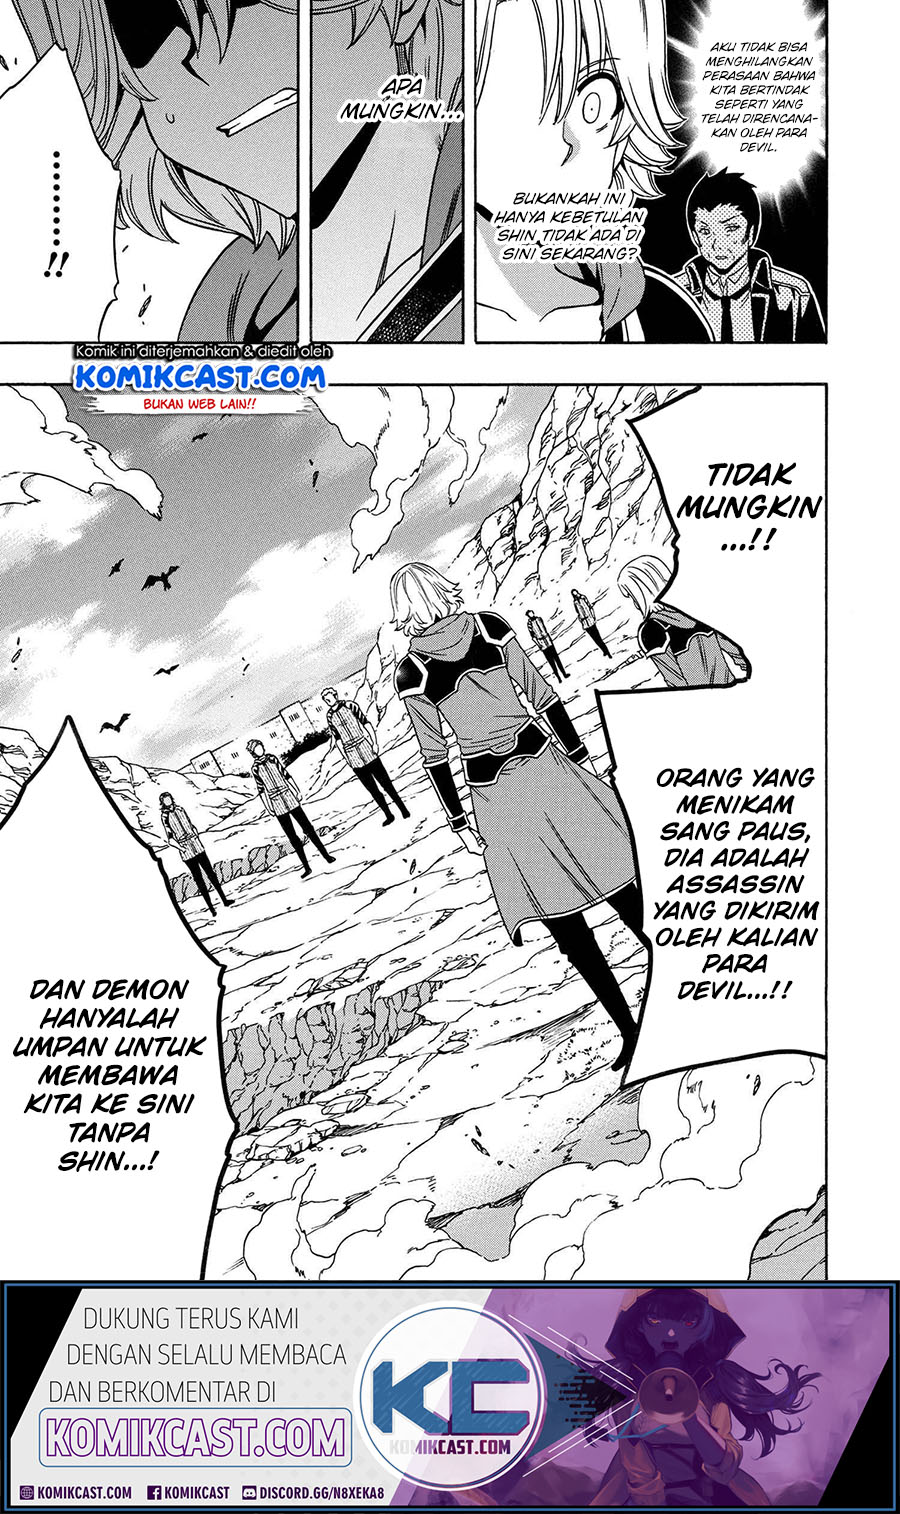 AKU TIDAK BISA
MENGHILANGKAN
PERASAAN BAHWA
KITA BERTINDAK
SEPERTI YANG
TELAH DIRENCANA-
KAN OLEH PARA
DEVIL.
BUKANKAH INI
HANYA KEBETULAN
SHIN TIDAK ADA DI
SINI SEKARANG?
APA
MUNGKIN...
........!!
Komik ini diterjemahkan & diedit oleh
KOMIKCAST.COM
BUKAN WEB LAIN!!
TIDAK
MUNGKIN
...!!
ORANG YANG
MENIKAM
SANG PAUS,
DIA ADALAH
ASSASSIN
YANG DIKIRIM
OLEH KALIAN
PARA
DEVIL...!!
DAN DEMON
HANYALAH
UMPAN UNTUK
MEMBAWA
KITA KE SINI
TANPA
SHIN...!
DUKUNG TERUS KAMI
DENGAN SELALU MEMBACA
DAN BERKOMENTAR DI
KOMIKCAST.COM
KOMIKCAST.COM KOMIKCAST DISCORD.GG/N8XEKA8
KC
KOMIKCAST.COM